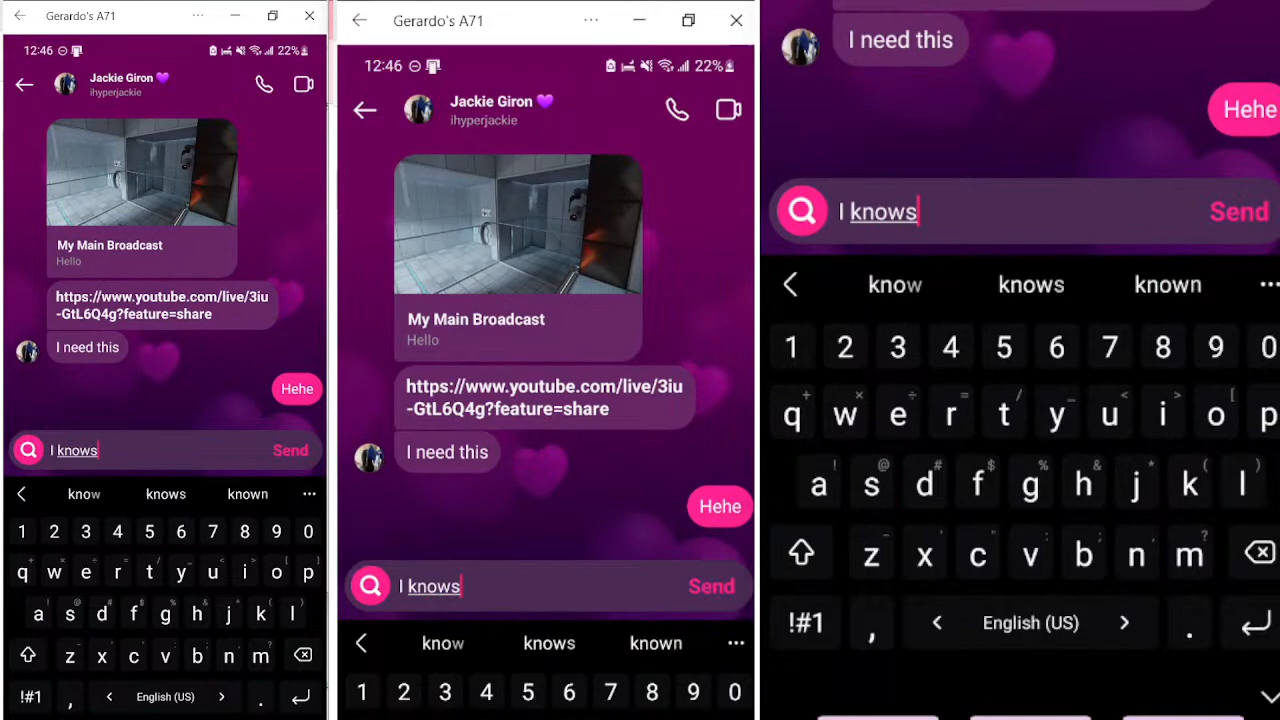 Gerardo's A71
12:46
22%
Jackie Giron 💜
ihyperjackie
My Main Broadcast
Hello
https://www.youtube.com/live/3iu
-GtL6Q4g?feature=share
I need this
Hehe
I knows
Send
know knows known
1 2 3 4 5 6 7 8 9 0
q w e r t y u i o p
a s d f g h j k l
z x c v b n m
!#1 , English (US) .
Gerardo's A71
12:46
22%
Jackie Giron 💜
ihyperjackie
My Main Broadcast
Hello
https://www.youtube.com/live/3iu
-GtL6Q4g?feature=share
I need this
Hehe
I knows
Send
know knows known
1 2 3 4 5 6 7 8 9 0
I need this
Hehe
I knows
Send
know knows known
1 2 3 4 5 6 7 8 9 0
q w e r t y u i o p
a s d f g h j k l
z x c v b n m
!#1 , English (US) .